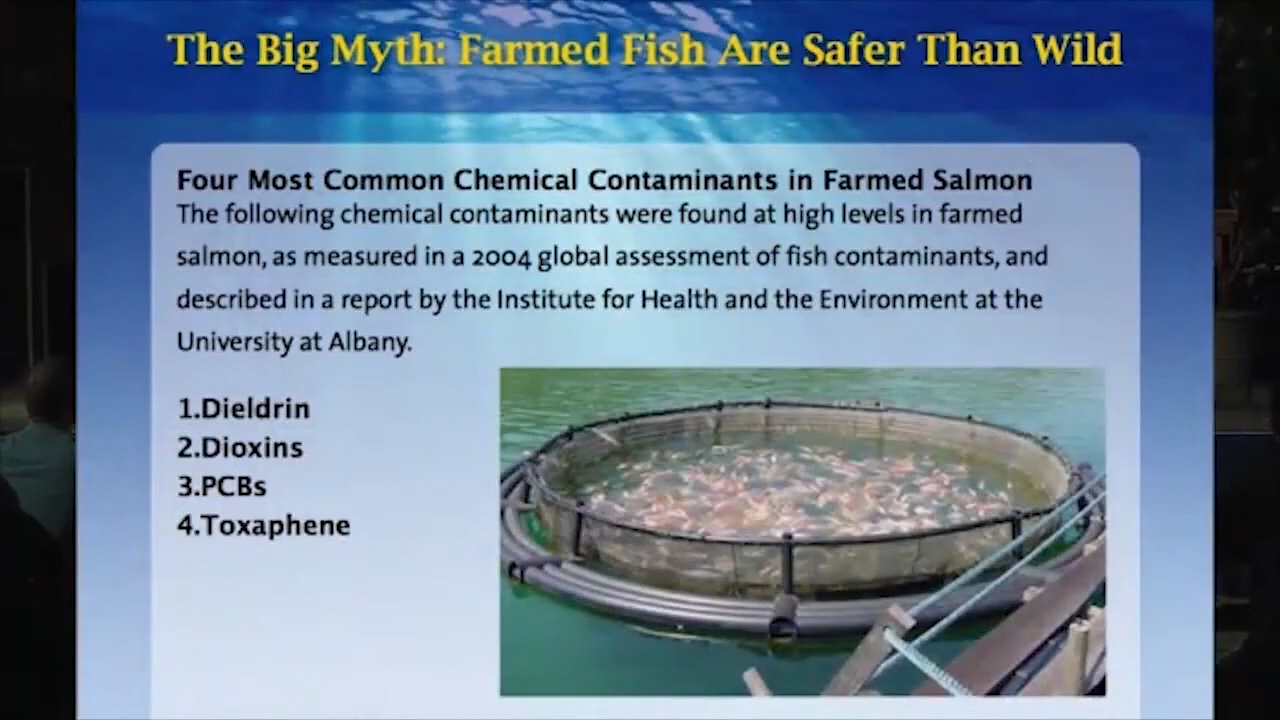 The Big Myth: Farmed Fish Are Safer Than Wild
Four Most Common Chemical Contaminants in Farmed Salmon
The following chemical contaminants were found at high levels in farmed
salmon, as measured in a 2004 global assessment of fish contaminants, and
described in a report by the Institute for Health and the Environment at the
University at Albany.
1.Dieldrin
2.Dioxins
3.PCBs
4.Toxaphene